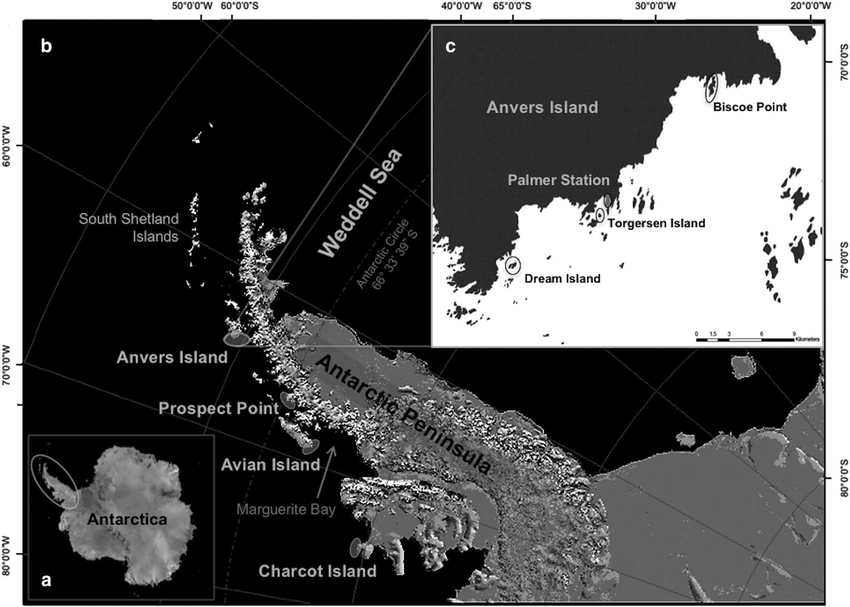 50°0'0"W
60°0'0"S
40°0'0"W
65°0'0"S
30°0'0"W
20°0'0"W
b
c
70°0'0"S
Anvers Island
Biscoe Point
60°0'0"W
Palmer Station
Weddell Sea
South Shetland
Islands
Antarctic Circle
66° 33' 39" S
Torgersen Island
75°0'0"S
Dream Island
0 1,5 3 6 9
Kilometers
Anvers Island
70°0'0"W
Antarctic Peninsula
Prospect Point
Avian Island
80°0'0"S
Marguerite Bay
Antarctica
Charcot Island
80°0'0"W
a